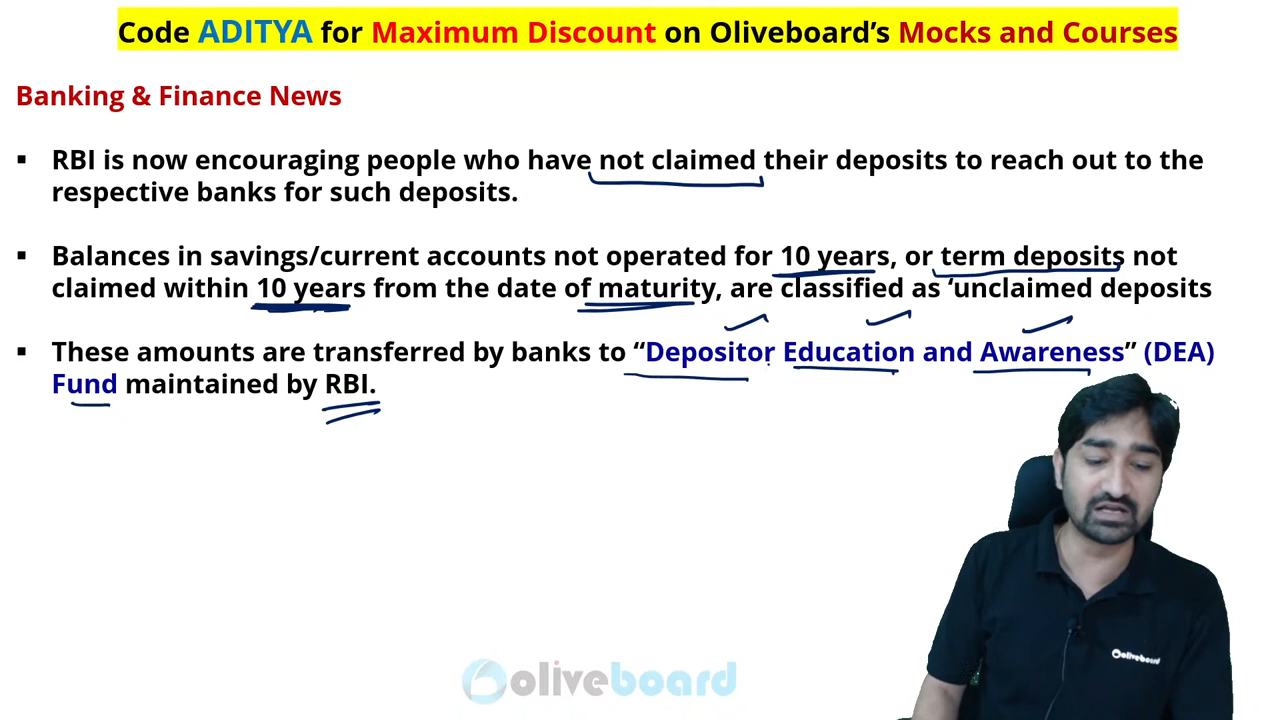 Code ADITYA for Maximum Discount on Oliveboard’s Mocks and Courses
Banking & Finance News
▪ RBI is now encouraging people who have not claimed their deposits to reach out to the
respective banks for such deposits.
▪ Balances in savings/current accounts not operated for 10 years, or term deposits not
claimed within 10 years from the date of maturity, are classified as ‘unclaimed deposits
▪ These amounts are transferred by banks to “Depositor Education and Awareness” (DEA)
Fund maintained by RBI.
oliveboard
oliveboard